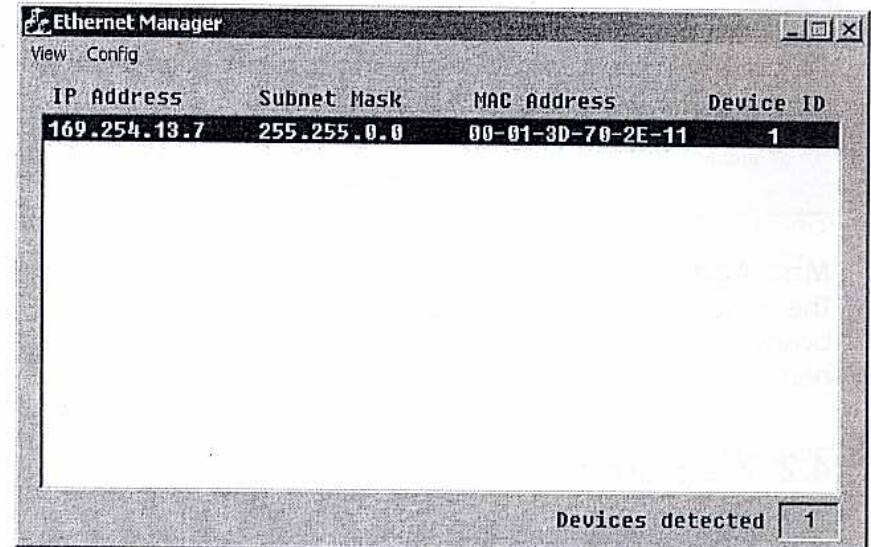 Ethernet Manager
View Config
IP Address Subnet Mask MAC Address Device ID
169.254.13.7 255.255.0.0 00-01-3D-70-2E-11 1
Devices detected 1